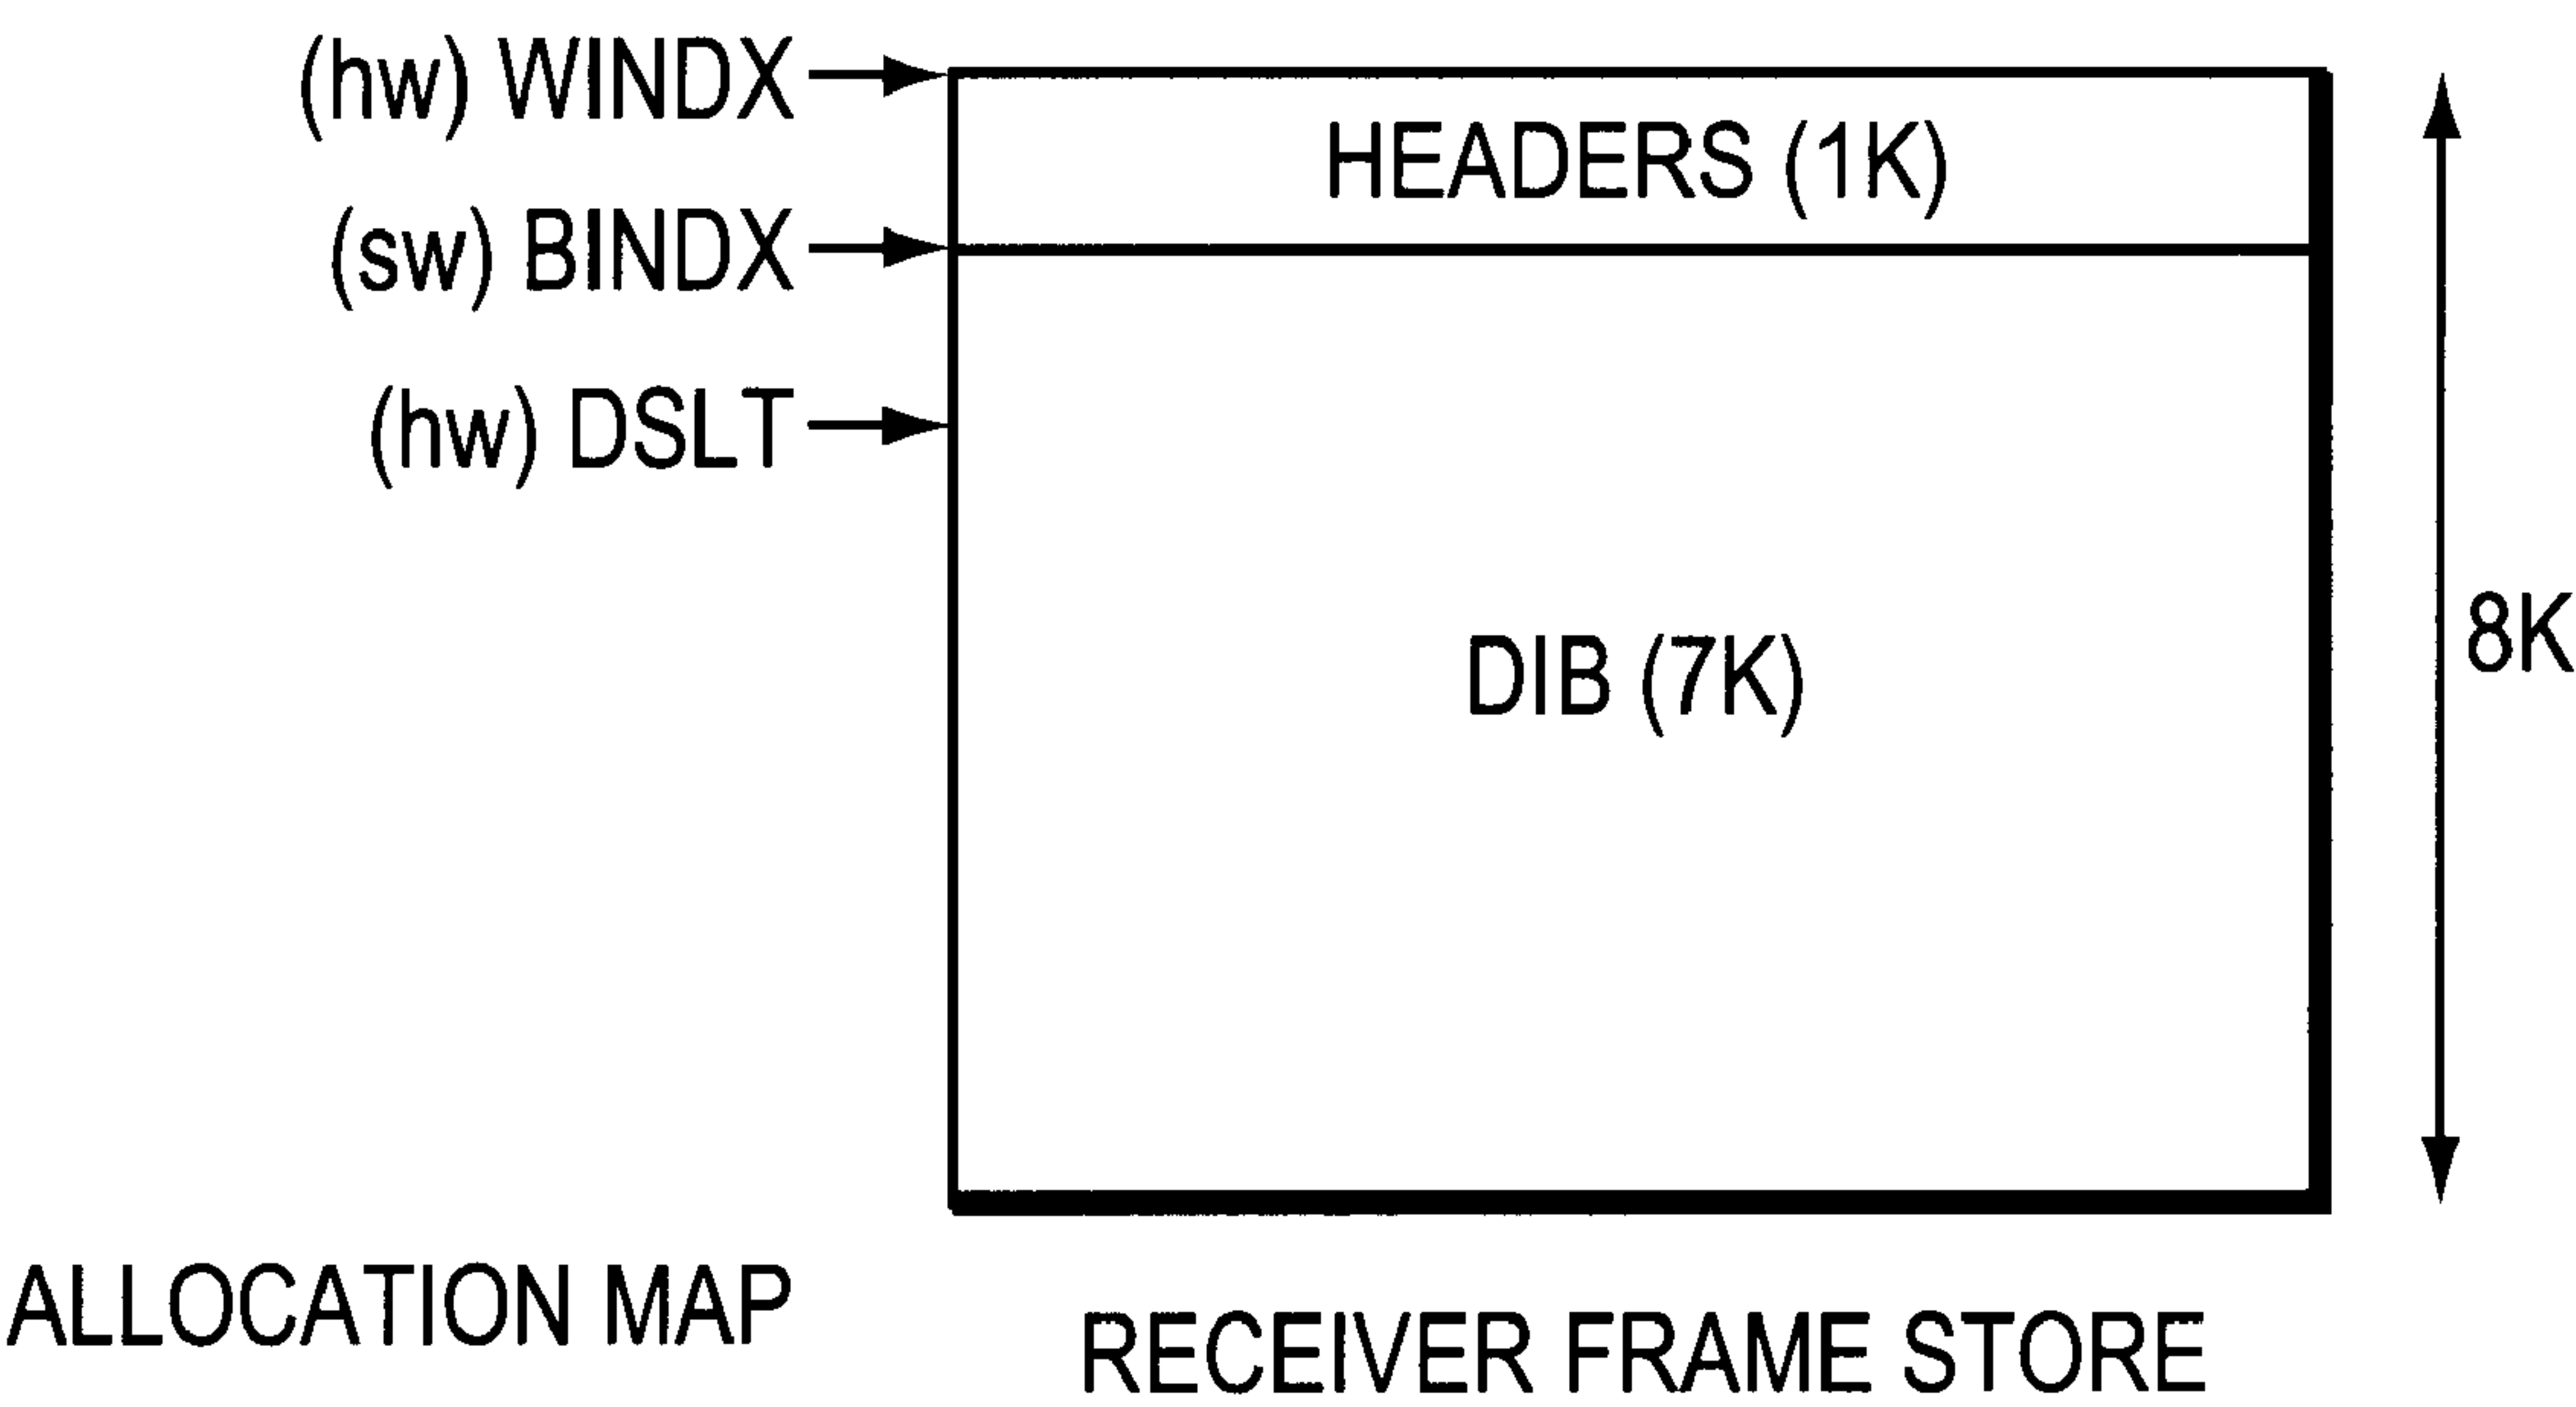 (hw) WINDX
HEADERS (1K)
(sw) BINDX
(hw) DSLT
DIB (7K)
8K
ALLOCATION MAP
RECEIVER FRAME STORE